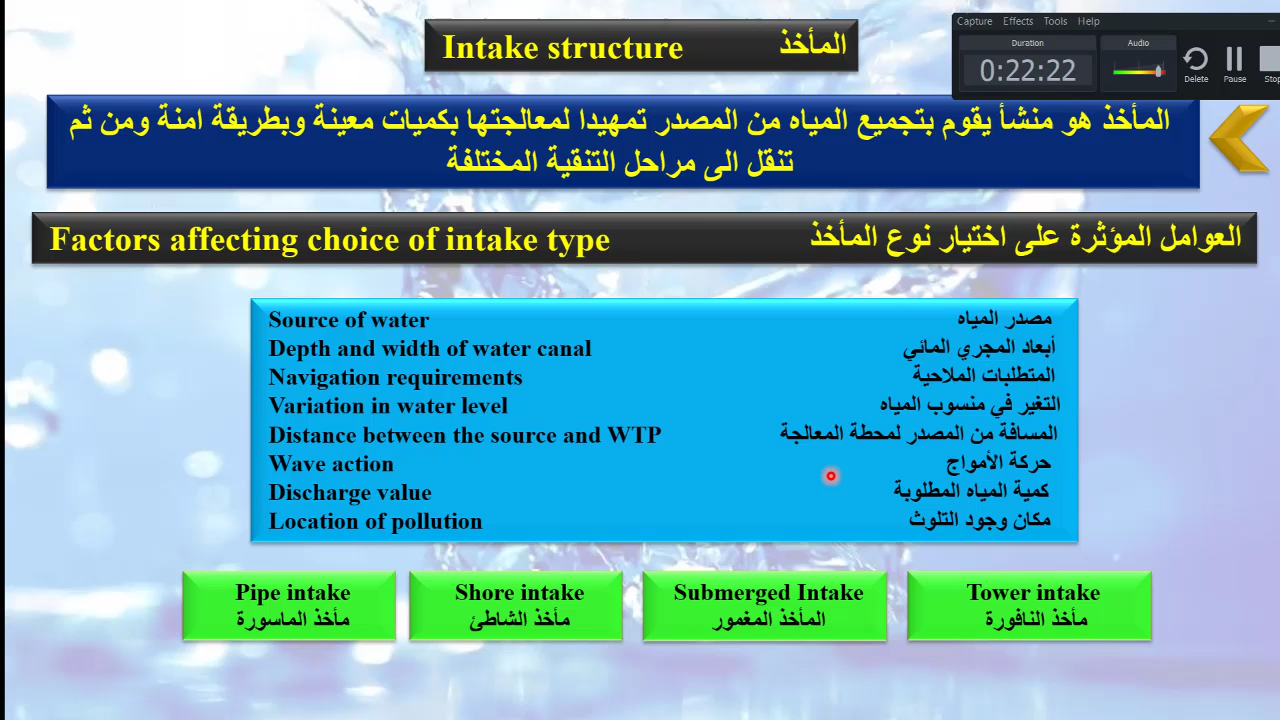 Intake structure المأخذ
Capture Effects Tools Help
Duration Audio
0:22:22
Delete Pause
المأخذ هو منشأ يقوم بتجميع المياه من المصدر تمهيدا لمعالجتها بكميات معينة وبطريقة امنة ومن ثم
تنقل الى مراحل التنقية المختلفة
Factors affecting choice of intake type العوامل المؤثرة على اختيار نوع المأخذ
Source of water مصدر المياه
Depth and width of water canal أبعاد المجري المائي
Navigation requirements المتطلبات الملاحية
Variation in water level التغير في منسوب المياه
Distance between the source and WTP المسافة من المصدر لمحطة المعالجة
Wave action حركة الأمواج
Discharge value كمية المياه المطلوبة
Location of pollution مكان وجود التلوث
Pipe intake Shore intake Submerged Intake Tower intake
مأخذ الماسورة مأخذ الشاطئ المأخذ المغمور مأخذ النافورة